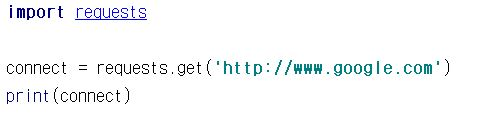 import requests
connect = requests.get('http://www.google.com')
print(connect)